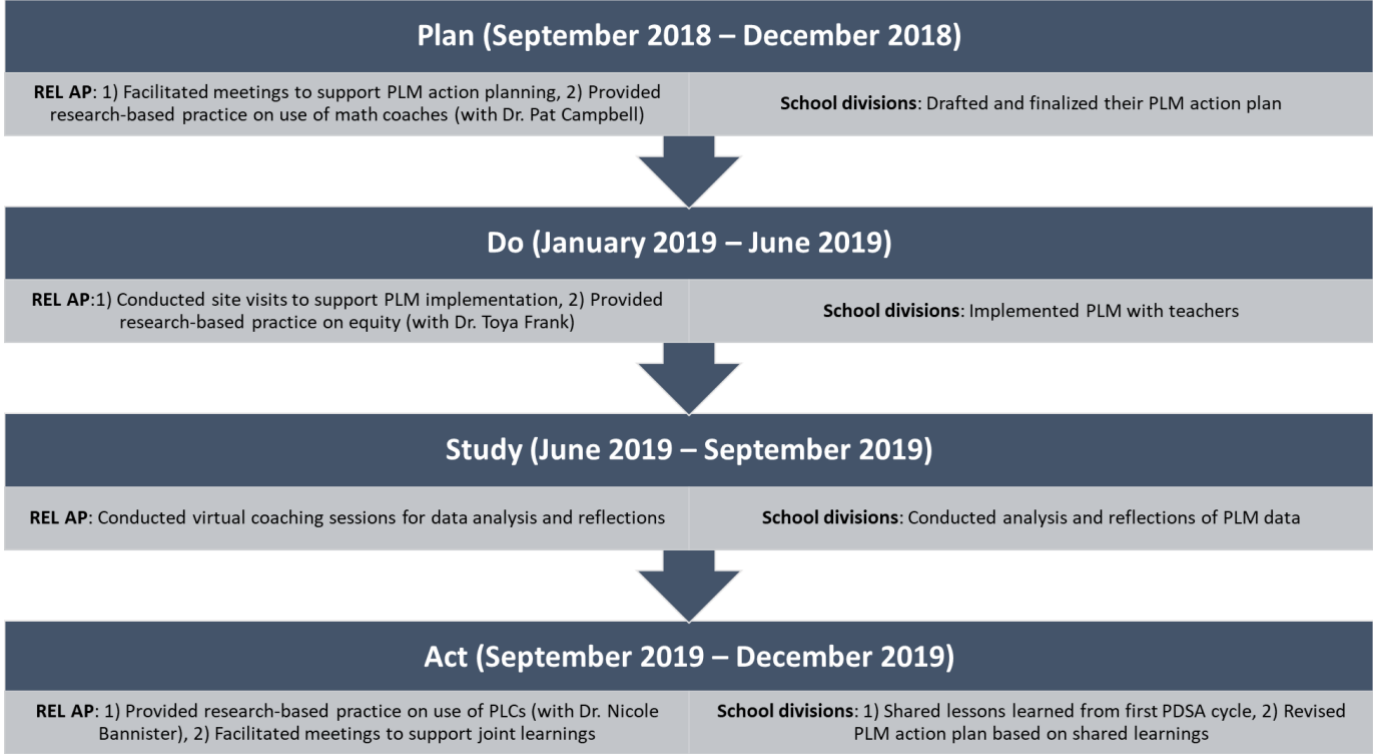 Plan (September 2018 – December 2018)
REL AP: 1) Facilitated meetings to support PLM action planning, 2) Provided
research-based practice on use of math coaches (with Dr. Pat Campbell)
School divisions: Drafted and finalized their PLM action plan
Do (January 2019 – June 2019)
REL AP:1) Conducted site visits to support PLM implementation, 2) Provided
research-based practice on equity (with Dr. Toya Frank)
School divisions: Implemented PLM with teachers
Study (June 2019 – September 2019)
REL AP: Conducted virtual coaching sessions for data analysis and reflections
School divisions: Conducted analysis and reflections of PLM data
Act (September 2019 – December 2019)
REL AP: 1) Provided research-based practice on use of PLCs (with Dr. Nicole
Bannister), 2) Facilitated meetings to support joint learnings
School divisions: 1) Shared lessons learned from first PDSA cycle, 2) Revised
PLM action plan based on shared learnings